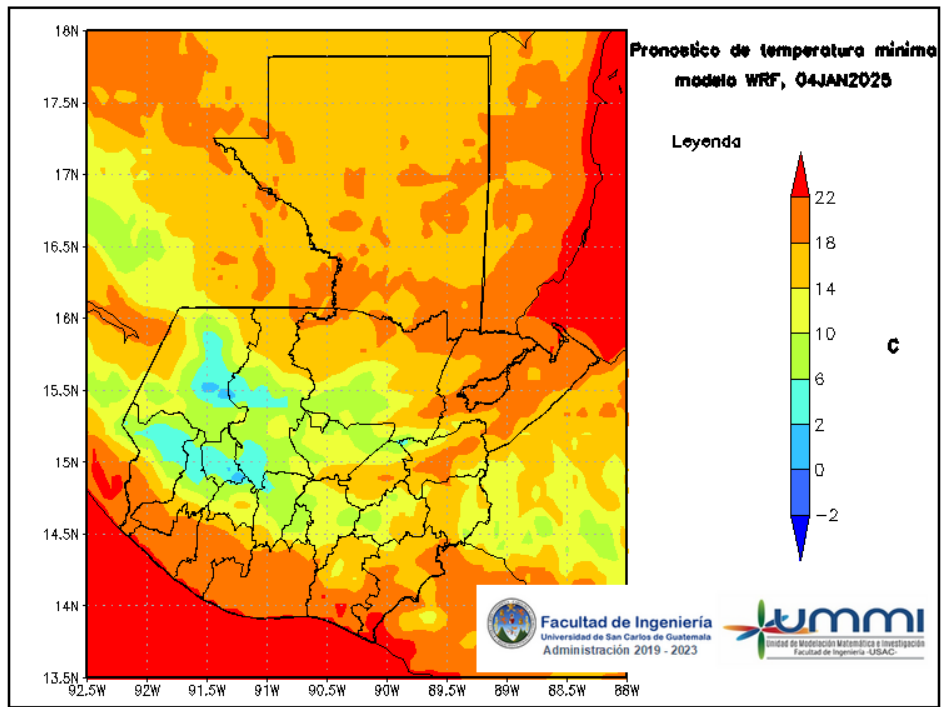 Pronostico de temperatura minima
modelo WRF, 04JAN2025
Leyenda
22
18
14
10
6
2
0
-2
C
18N
17.5N
17N
16.5N
16N
15.5N
15N
14.5N
14N
13.5N
92.5W 92W 91.5W 91W 90.5W 90W 89.5W 89W 88.5W 88W
Facultad de Ingeniería
Universidad de San Carlos de Guatemala
Administración 2019 - 2023
UMMI
Unidad de Modelación Matemática e Investigación
Facultad de Ingeniería -USAC-